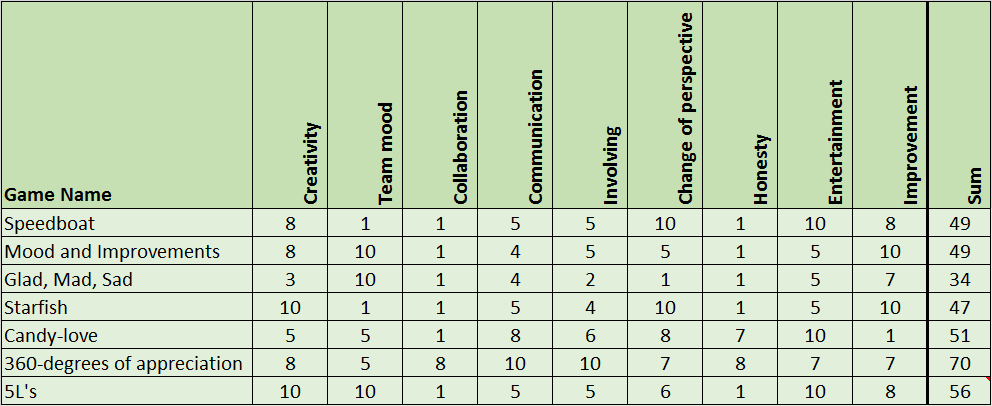 Game Name Creativity Team mood Collaboration Communication Involving Change of perspective Honesty Entertainment Improvement Sum
Speedboat 8 1 1 5 5 10 1 10 8 49
Mood and Improvements 8 10 1 4 5 5 1 5 10 49
Glad, Mad, Sad 3 10 1 4 2 1 1 5 7 34
Starfish 10 1 1 5 4 10 1 5 10 47
Candy-love 5 5 1 8 6 8 7 10 1 51
360-degrees of appreciation 8 5 8 10 10 7 8 7 7 70
5L's 10 10 1 5 5 6 1 10 8 56